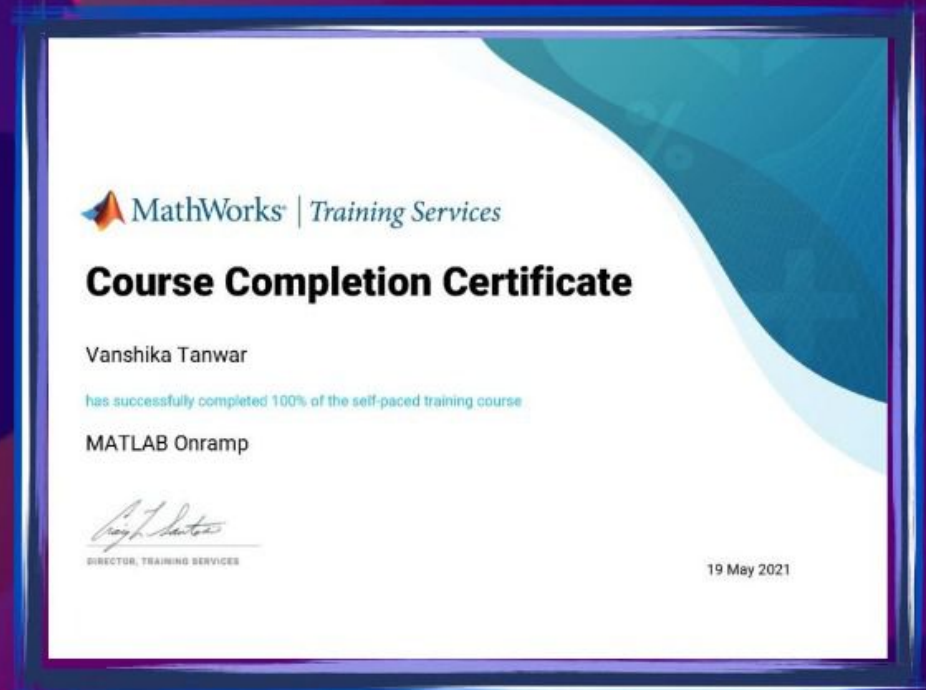 MathWorks® | Training Services
Course Completion Certificate
Vanshika Tanwar
has successfully completed 100% of the self-paced training course
MATLAB Onramp
DIRECTOR, TRAINING SERVICES
19 May 2021